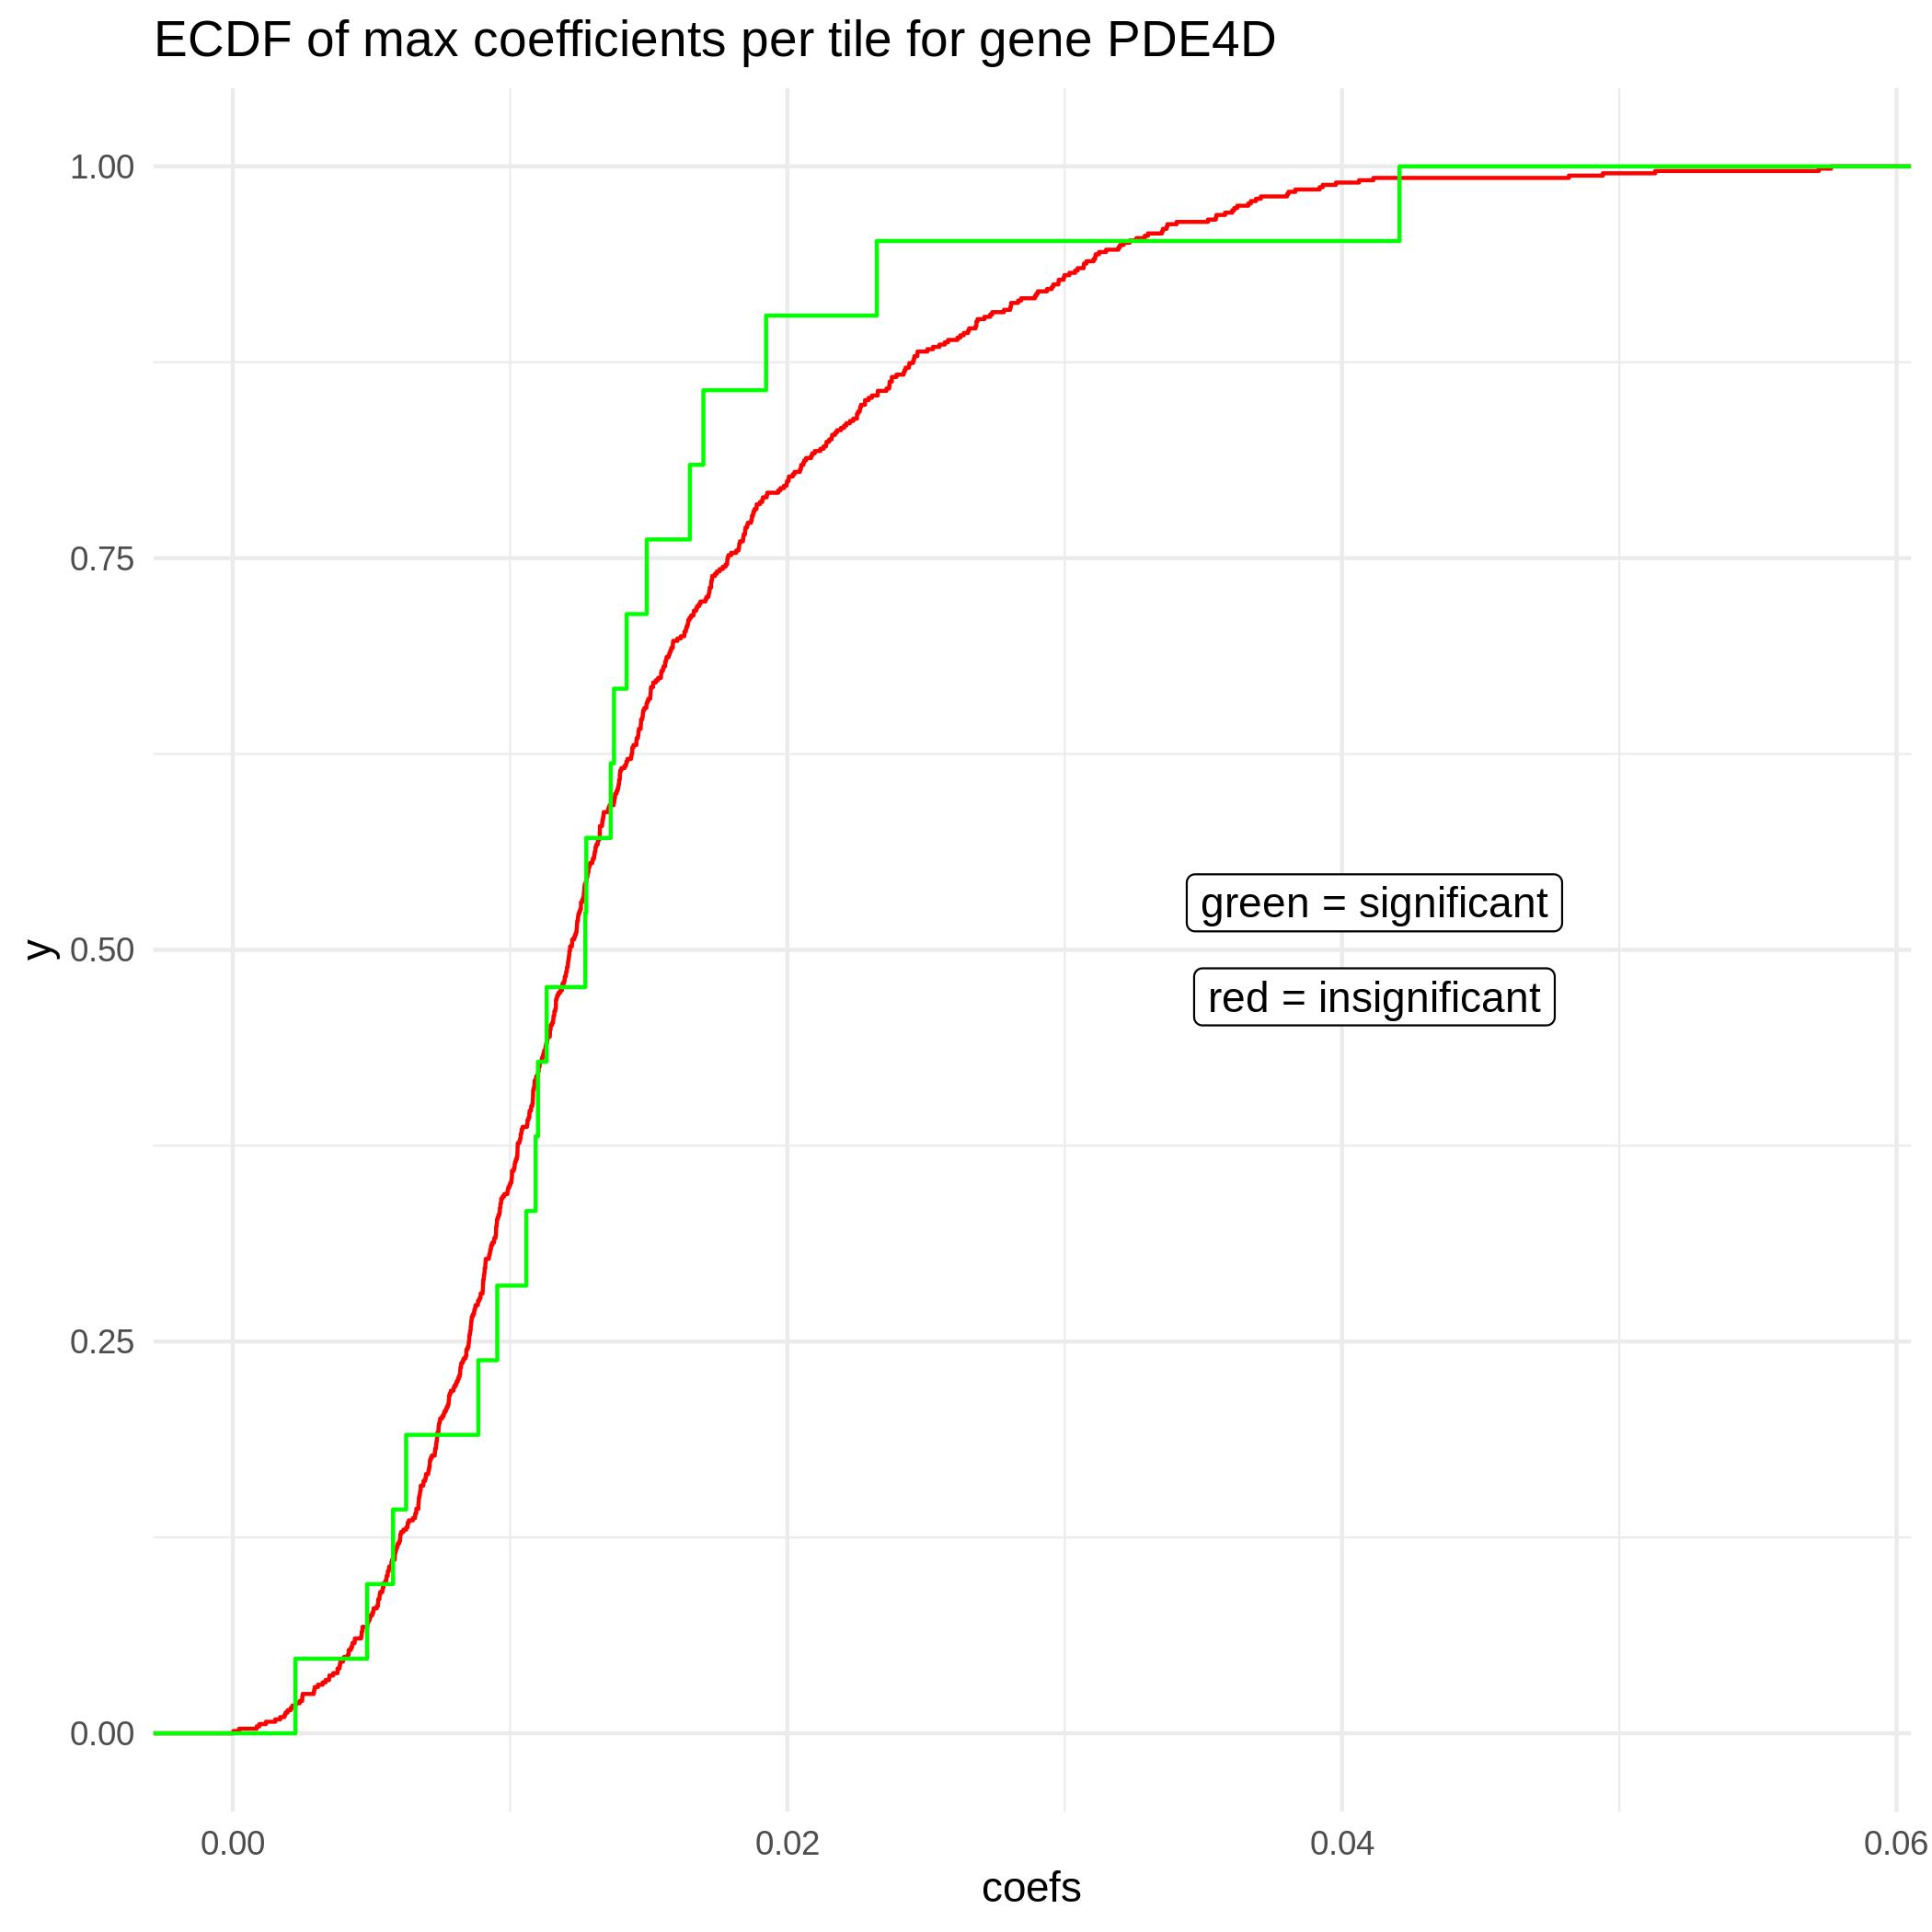 ECDF of max coefficients per tile for gene PDE4D
1.00
0.75
0.50
0.25
0.00
y
green = significant
red = insignificant
0.00 0.02 0.04 0.06
coefs